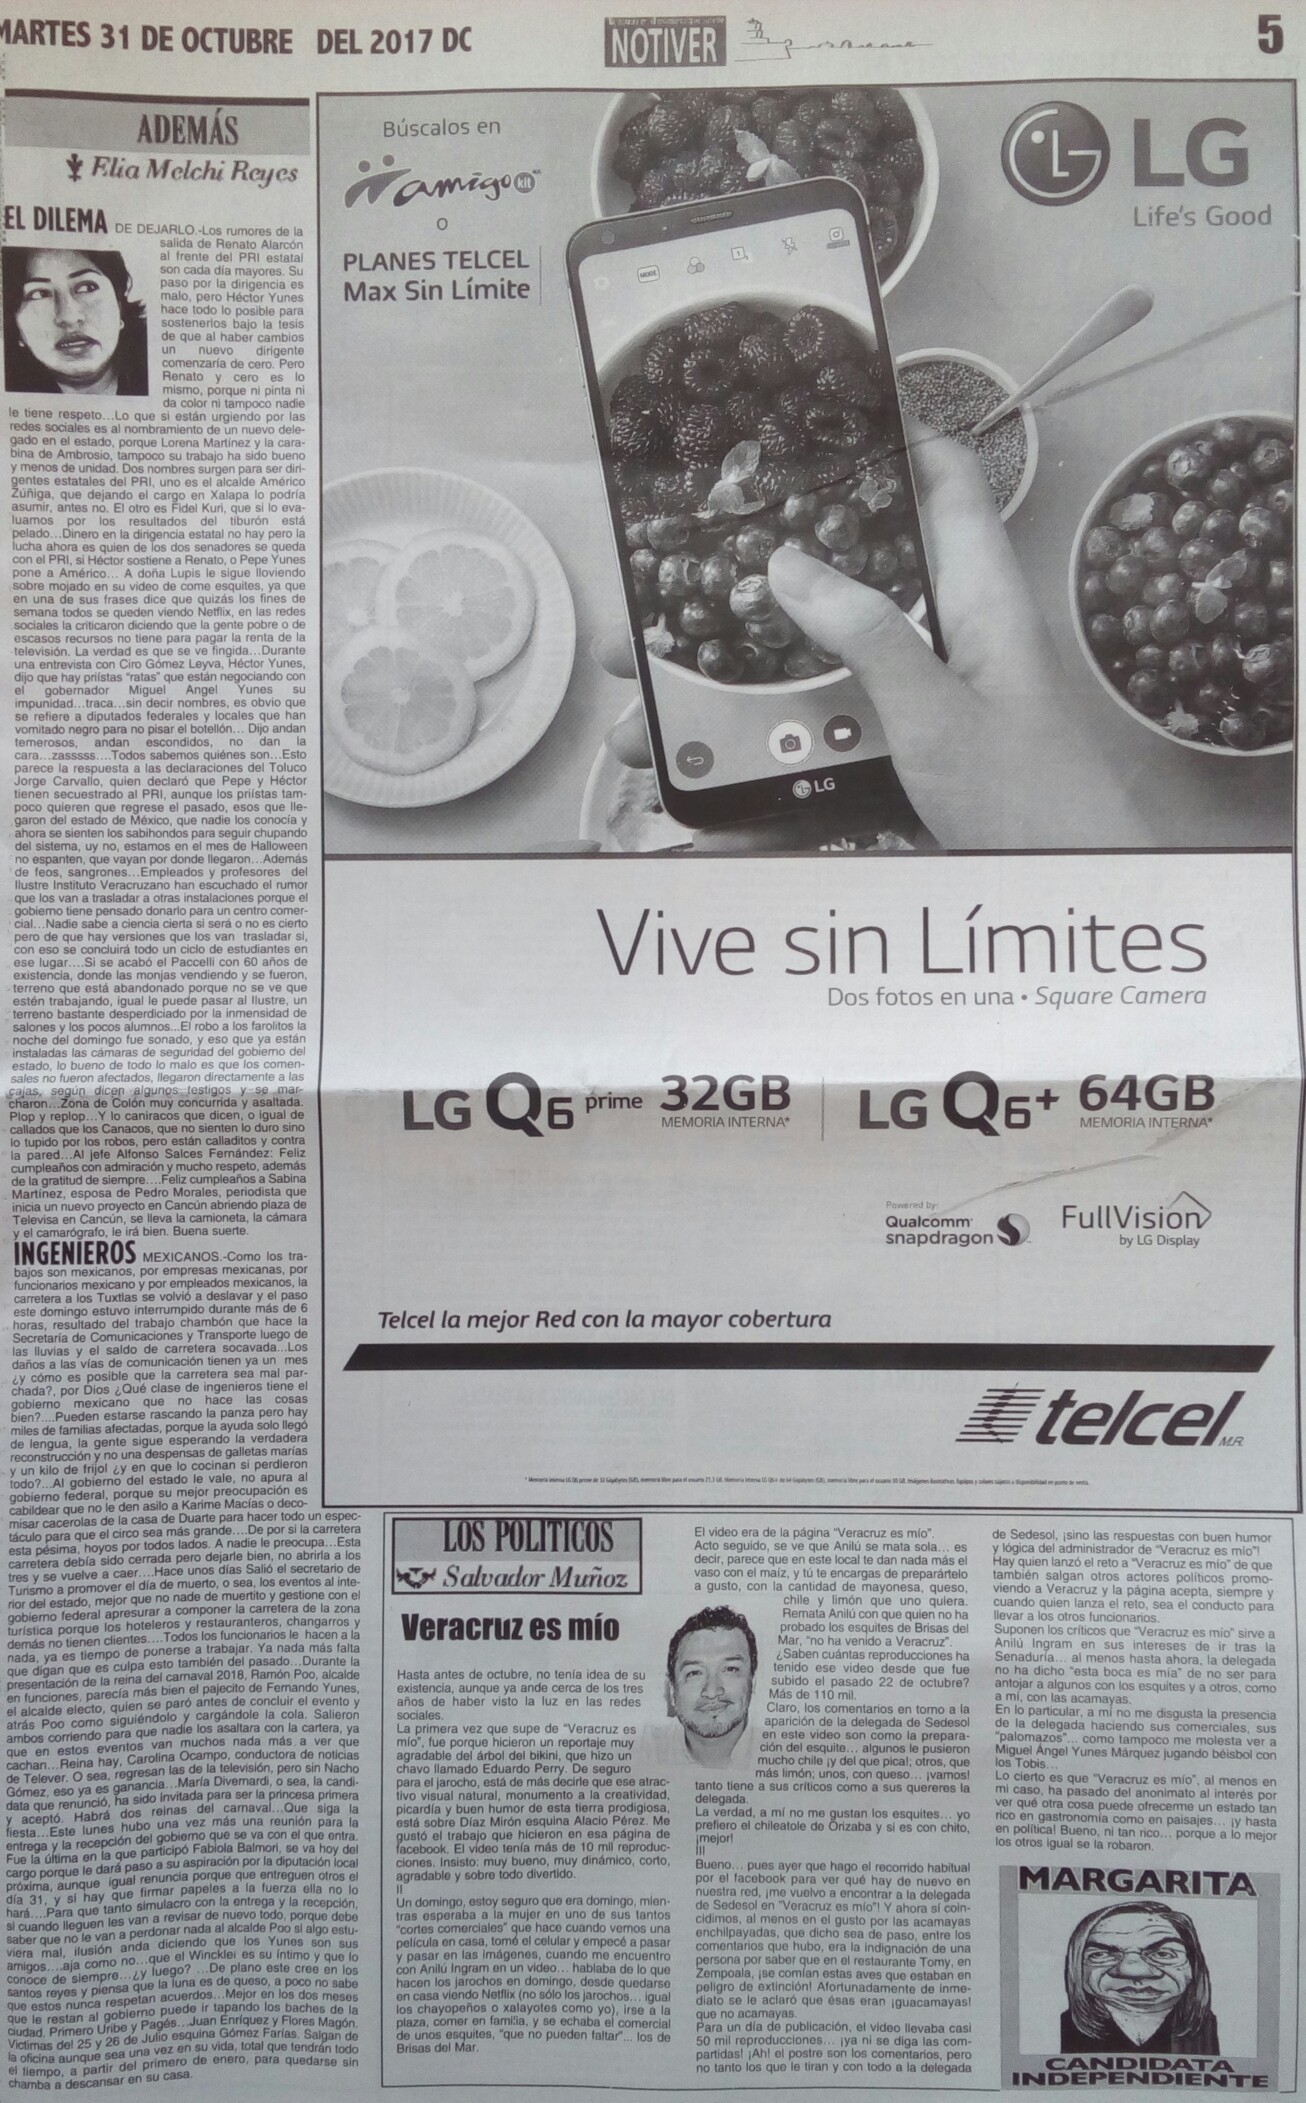 MARTES 31 DE OCTUBRE DEL 2017 DC
NOTIVER
5
ADEMÁS
Elia Melchi Reyes
EL DILEMA DE DEJARLO.-Los rumores de la
salida de Renato Alarcón
al frente del PRI estatal
son cada día mayores. Su
paso por la dirigencia es
malo, pero Héctor Yunes
hace todo lo posible para
sostenerlos bajo la tesis
de que al haber cambios
un nuevo dirigente
comenzaría de cero. Pero
Renato y cero es lo
mismo, porque ni pinta ni
da color ni tampoco nadie
le tiene respeto...Lo que si están urgiendo por las
redes sociales es al nombramiento de un nuevo dele-
gado en el estado, porque Lorena Martinez y la cara-
bina de Ambrosio, tampoco su trabajo ha sido bueno
y menos de unidad. Dos nombres surgen para ser diri-
gentes estatales del PRI, uno es el alcalde Américo
Zúñiga, que dejando el cargo en Xalapa lo podría
asumir, antes no. El otro es Fidel Kuri, que si lo eva-
luamos por los resultados del tiburón está
pelado...Dinero en la dirigencia estatal no hay pero la
lucha ahora es quien de los dos senadores se queda
con el PRI, si Héctor sostiene a Renato, o Pepe Yunes
pone a Américo... A doña Lupis le sigue lloviendo
sobre mojado en su video de come esquites, ya que
en una de sus frases dice que quizás los fines de
semana todos se queden viendo Netflix, en las redes
sociales la criticaron diciendo que la gente pobre o de
escasos recursos no tiene para pagar la renta de la
televisión. La verdad es que se ve fingida...Durante
una entrevista con Ciro Gómez Leyva, Héctor Yunes,
dijo que hay priístas "ratas" que están negociando con
el gobernador Miguel Angel Yunes su
impunidad...traca...sin decir nombres, es obvio que
se refiere a diputados federales y locales que han
vomitado negro para no pisar el botellón... Dijo andan
temerosos, andan escondidos, no dan la
cara...zasssss....Todos sabemos quiénes son...Esto
parece la respuesta a las declaraciones del Toluco
Jorge Carvallo, quien declaró que Pepe y Héctor
tienen secuestrado al PRI, aunque los priístas tam-
poco quieren que regrese el pasado, esos que lle-
garon del estado de México, que nadie los conocía y
ahora se sienten los sabihondos para seguir chupando
del sistema, uy no, estamos en el mes de Halloween
no espanten, que vayan por donde llegaron...Además
de feos, sangrones...Empleados y profesores del
Ilustre Instituto Veracruzano han escuchado el rumor
que los van a trasladar a otras instalaciones porque el
gobierno tiene pensado donarlo para un centro comer-
cial...Nadie sabe a ciencia cierta si será o no es cierto
pero de que hay versiones que los van trasladar si,
con eso se concluirá todo un ciclo de estudiantes en
ese lugar....Si se acabó el Paccelli con 60 años de
existencia, donde las monjas vendiendo y se fueron,
terreno que está abandonado porque no se ve que
estén trabajando, igual le puede pasar al Ilustre, un
terreno bastante desperdiciado por la inmensidad de
salones y los pocos alumnos...El robo a los farolitos la
noche del domingo fue sonado, y eso que ya están
instaladas las cámaras de seguridad del gobierno del
estado, lo bueno de todo lo malo es que los comen-
sales no fueron afectados, llegaron directamente a las
cajas, según dicen algunos testigos y se mar-
charon...Zona de Colón muy concurrida y asaltada.
Plop y replop...Y lo caniracos que dicen, o igual de
callados que los Canacos, que no sienten lo duro sino
lo tupido por los robos, pero están calladitos y contra
la pared...Al jefe Alfonso Salces Fernández: Feliz
cumpleaños con admiración y mucho respeto, además
de la gratitud de siempre....Feliz cumpleaños a Sabina
Martínez, esposa de Pedro Morales, periodista que
inicia un nuevo proyecto en Cancún abriendo plaza de
Televisa en Cancún, se lleva la camioneta, la cámara
y el camarógrafo, le irá bien. Buena suerte.
INGENIEROS MEXICANOS.-Como los tra-
bajos son mexicanos, por empresas mexicanas, por
funcionarios mexicano y por empleados mexicanos, la
carretera a los Tuxtlas se volvió a deslavar y el paso
este domingo estuvo interrumpido durante más de 6
horas, resultado del trabajo chambón que hace la
Secretaría de Comunicaciones y Transporte luego de
las lluvias y el saldo de carretera socavada...Los
daños a las vías de comunicación tienen ya un mes
¿y cómo es posible que la carretera sea mal par-
chada?, por Dios ¿Qué clase de ingenieros tiene el
gobierno mexicano que no hace las cosas
bien?....Pueden estarse rascando la panza pero hay
miles de familias afectadas, porque la ayuda solo llegó
de lengua, la gente sigue esperando la verdadera
reconstrucción y no una despensas de galletas marías
y un kilo de frijol ¿y en que lo cocinan si perdieron
todo?...Al gobierno del estado le vale, no apura al
gobierno federal, porque su mejor preocupación es
cabildear que no le den asilo a Karime Macías o deco-
misar cacerolas de la casa de Duarte para hacer todo un espec-
táculo para que el circo sea más grande....De por si la carretera
esta pésima, hoyos por todos lados. A nadie le preocupa...Esta
carretera debía sido cerrada pero dejarle bien, no abrirla a los
tres y se vuelve a caer....Hace unos días Salió el secretario de
Turismo a promover el día de muerto, o sea, los eventos al inte-
rior del estado, mejor que no nade de muertito y gestione con el
gobierno federal apresurar a componer la carretera de la zona
turística porque los hoteleros y restauranteros, changarros y
demás no tienen clientes....Todos los funcionarios le hacen a la
nada, ya es tiempo de ponerse a trabajar. Ya nada más falta
que digan que es culpa esto también del pasado...Durante la
presentación de la reina del carnaval 2018, Ramón Poo, alcalde
en funciones, parecía más bien el pajecito de Fernando Yunes,
el alcalde electo, quien se paró antes de concluir el evento y
atrás Poo como siguiéndolo y cargándole la cola. Salieron
ambos corriendo para que nadie los asaltara con la cartera, ya
que en estos eventos van muchos nada más a ver que
cachan...Reina hay, Carolina Ocampo, conductora de noticias
de Telever. O sea, regresan las de la televisión, pero sin Nacho
Gómez, eso ya es ganancia...María Divemardi, o sea, la candi-
data que renunció, ha sido invitada para ser la princesa primera
y aceptó. Habrá dos reinas del carnaval...Que siga la
fiesta...Este lunes hubo una vez más una reunión para la
entrega y la recepción del gobierno que se va con el que entra.
Fue la última en la que participó Fabiola Balmori, se va hoy del
cargo porque le dará paso a su aspiración por la diputación local
próxima, aunque igual renuncia porque entreguen otros el
día 31, y si hay que firmar papeles a la fuerza ella no lo
hará....Para que tanto simulacro con la entrega y la recepción,
si cuando lleguen les van a revisar de nuevo todo, porque debe
saber que no le van a perdonar nada al alcalde Poo si algo estu-
viera mal, ilusión anda diciendo que los Yunes son sus
amigos....aja como no...que el Winckler es su íntimo y que lo
conoce de siempre...¿y luego? ...De plano este cree en los
santos reyes y piensa que la luna es de queso, a poco no sabe
que estos nunca respetan acuerdos...Mejor en los dos meses
que le restan al gobierno puede ir tapando los baches de la
ciudad, Primero Uribe y Pagés...Juan Enríquez y Flores Magón.
Victimas del 25 y 26 de Julio esquina Gómez Farías. Salgan de
la oficina aunque sea una vez en su vida, total que tendrán todo
el tiempo, a partir del primero de enero, para quedarse sin
chamba a descansar en su casa.
Búscalos en
amigo kit
o
PLANES TELCEL
Max Sin Límite
LG
Life's Good
MODE
LG
Vive sin Límites
Dos fotos en una • Square Camera
LG Q6 prime 32GB
MEMORIA INTERNA*
LG Q6+ 64GB
MEMORIA INTERNA*
Powered by:
Qualcomm
snapdragon
FullVision
by LG Display
Telcel la mejor Red con la mayor cobertura
telcel
M.R.
LOS POLITICOS
Salvador Muñoz
Veracruz es mío
Hasta antes de octubre, no tenía idea de su
existencia, aunque ya ande cerca de los tres
años de haber visto la luz en las redes
sociales.
La primera vez que supe de "Veracruz es
mío", fue porque hicieron un reportaje muy
agradable del árbol del bikini, que hizo un
chavo llamado Eduardo Perry. De seguro
para el jarocho, está de más decirle que ese atrac-
tivo visual natural, monumento a la creatividad,
picardía y buen humor de esta tierra prodigiosa,
está sobre Díaz Mirón esquina Alacio Pérez. Me
gustó el trabajo que hicieron en esa página de
facebook. El video tenía más de 10 mil reproduc-
ciones. Insisto: muy bueno, muy dinámico, corto,
agradable y sobre todo divertido.
II
Un domingo, estoy seguro que era domingo, mien-
tras esperaba a la mujer en uno de sus tantos
"cortes comerciales" que hace cuando vemos una
película en casa, tomé el celular y empecé a pasar
y pasar en las imágenes, cuando me encuentro
con Anilú Ingram en un video... hablaba de lo que
hacen los jarochos en domingo, desde quedarse
en casa viendo Netflix (no sólo los jarochos... igual
los chayopeños o xalayotes como yo), irse a la
plaza, comer en familia, y se echaba el comercial
de unos esquites, "que no pueden faltar"... los de
Brisas del Mar.
El video era de la página "Veracruz es mío".
Acto seguido, se ve que Anilú se mata sola... es
decir, parece que en este local te dan nada más el
vaso con el maíz, y tú te encargas de preparártelo
a gusto, con la cantidad de mayonesa, queso,
chile y limón que uno quiera.
Remata Anilú con que quien no ha
probado los esquites de Brisas del
Mar, "no ha venido a Veracruz".
¿Saben cuántas reproducciones ha
tenido ese video desde que fue
subido el pasado 22 de octubre?
Más de 110 mil.
Claro, los comentarios en torno a la
aparición de la delegada de Sedesol
en este video son como la prepara-
ción del esquite... algunos le pusieron
mucho chile ¡y del que pica!; otros, que
más limón; unos, con queso... ¡vamos!
tanto tiene a sus críticos como a sus quereres la
delegada.
La verdad, a mí no me gustan los esquites... yo
prefiero el chileatole de Orizaba y si es con chito,
¡mejor!
III
Bueno... pues ayer que hago el recorrido habitual
por el facebook para ver qué hay de nuevo en
nuestra red, ¡me vuelvo a encontrar a la delegada
de Sedesol en "Veracruz es mío"! Y ahora sí coin-
cidimos, al menos en el gusto por las acamayas
enchilpayadas, que dicho sea de paso, entre los
comentarios que hubo, era la indignación de una
persona por saber que en el restaurante Tomy, en
Zempoala, ¡se comían estas aves que estaban en
peligro de extinción! Afortunadamente de inme-
diato se le aclaró que ésas eran ¡guacamayas!
que no acamayas.
Para un día de publicación, el video llevaba casi
50 mil reproducciones... ¡ya ni se diga las com-
partidas! ¡Ah! el postre son los comentarios, pero
no tanto los que le tiran y con todo a la delegada
de Sedesol, ¡sino las respuestas con buen humor
y lógica del administrador de "Veracruz es mío"!
Hay quien lanzó el reto a "Veracruz es mío" de que
también salgan otros actores políticos promo-
viendo a Veracruz y la página acepta, siempre y
cuando quien lanza el reto, sea el conducto para
llevar a los otros funcionarios.
Suponen los críticos que "Veracruz es mío" sirve a
Anilú Ingram en sus intereses de ir tras la
Senaduría... al menos hasta ahora, la delegada
no ha dicho "esta boca es mía" de no ser para
antojar a algunos con los esquites y a otros, como
a mí, con las acamayas.
En lo particular, a mí no me disgusta la presencia
de la delegada haciendo sus comerciales, sus
"palomazos"... como tampoco me molesta ver a
Miguel Ángel Yunes Márquez jugando béisbol con
los Tobis...
Lo cierto es que "Veracruz es mío", al menos en
mi caso, ha pasado del anonimato al interés por
ver qué otra cosa puede ofrecerme un estado tan
rico en gastronomía como en paisajes... ¡y hasta
en política! Bueno, ni tan rico... porque a lo mejor
los otros igual se la robaron.
MARGARITA
CANDIDATA
INDEPENDIENTE